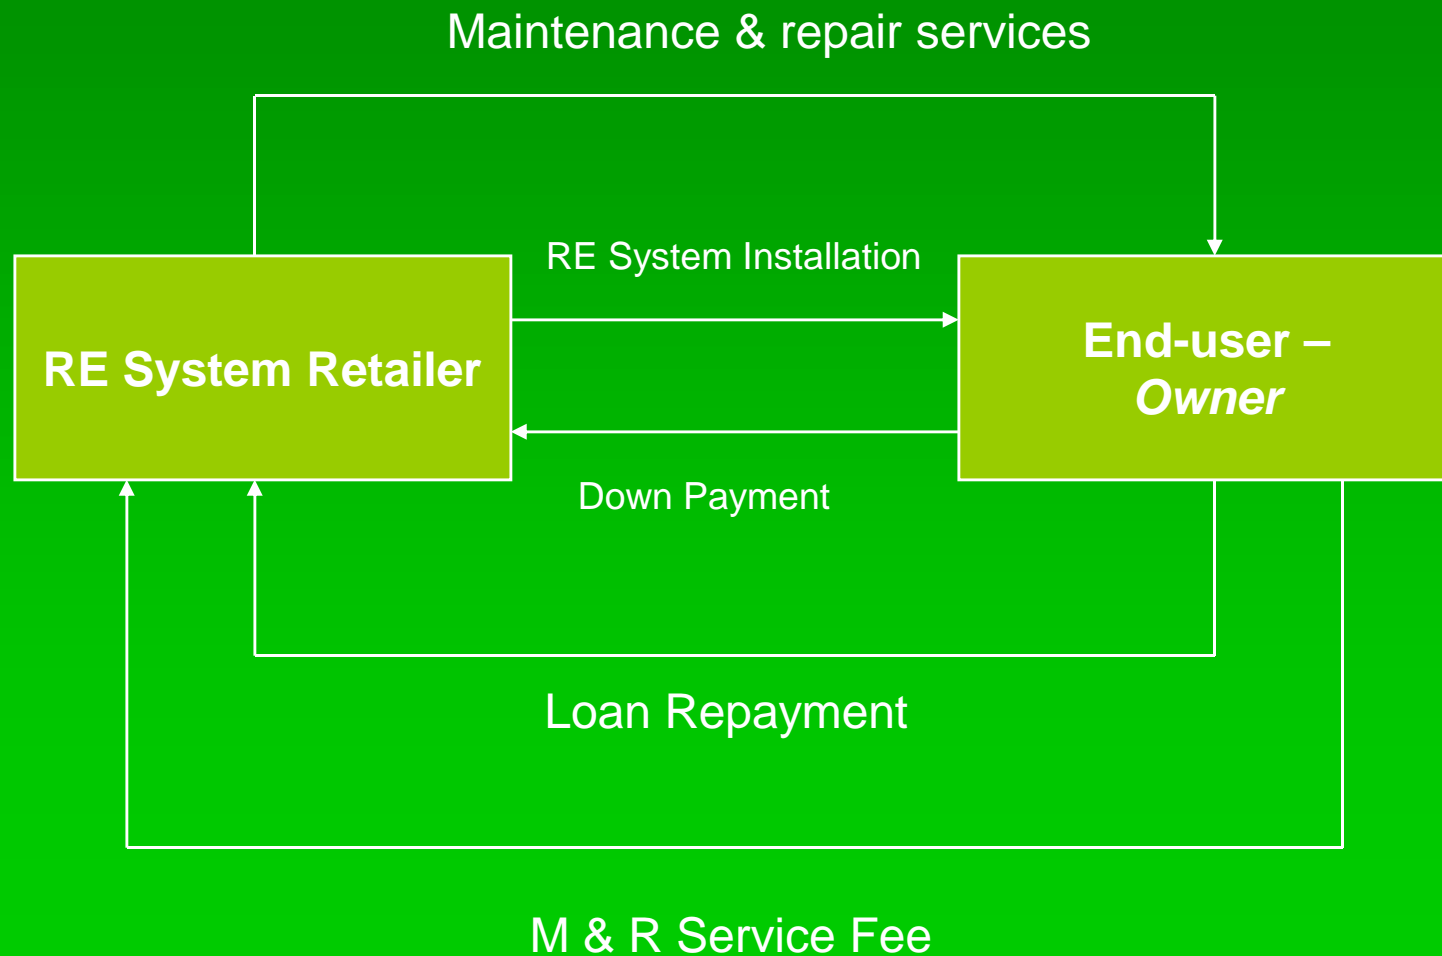 Maintenance & repair services
RE System Installation
RE System Retailer
End-user –
Owner
Down Payment
Loan Repayment
M & R Service Fee